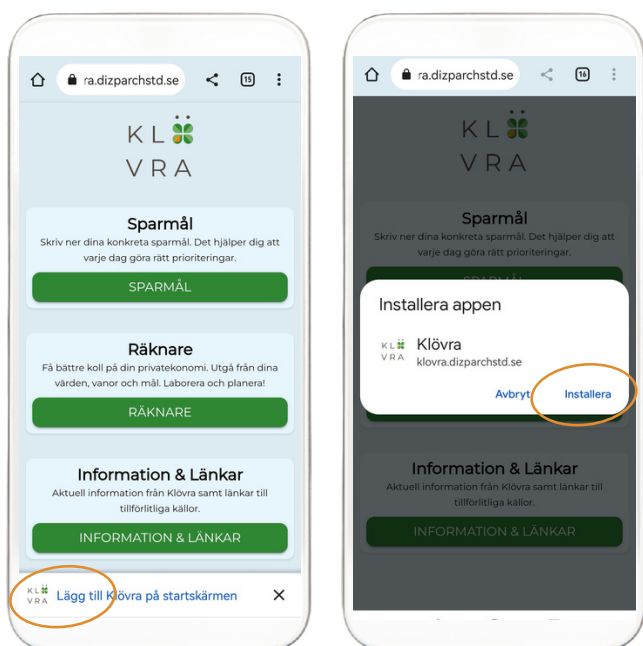 ra.dizparchstd.se
15
KLÖ
VRA
Sparmål
Skriv ner dina konkreta sparmål. Det hjälper dig att
varje dag göra rätt prioriteringar.
SPARMÅL
Räknare
Få bättre koll på din privatekonomi. Utgå från dina
värden, vanor och mål. Laborera och planera!
RÄKNARE
Information & Länkar
Aktuell information från Klövra samt länkar till
tillförlitliga källor.
INFORMATION & LÄNKAR
KLÖ
VRA
Lägg till Klövra på startskärmen
ra.dizparchstd.se
16
KLÖ
VRA
Sparmål
Skriv ner dina konkreta sparmål. Det hjälper dig att
varje dag göra rätt prioriteringar.
SPARMÅL
Installera appen
KLÖ
VRA
Klövra
klovra.dizparchstd.se
Avbryt
Installera
Information & Länkar
Aktuell information från Klövra samt länkar till
tillförlitliga källor.
INFORMATION & LÄNKAR